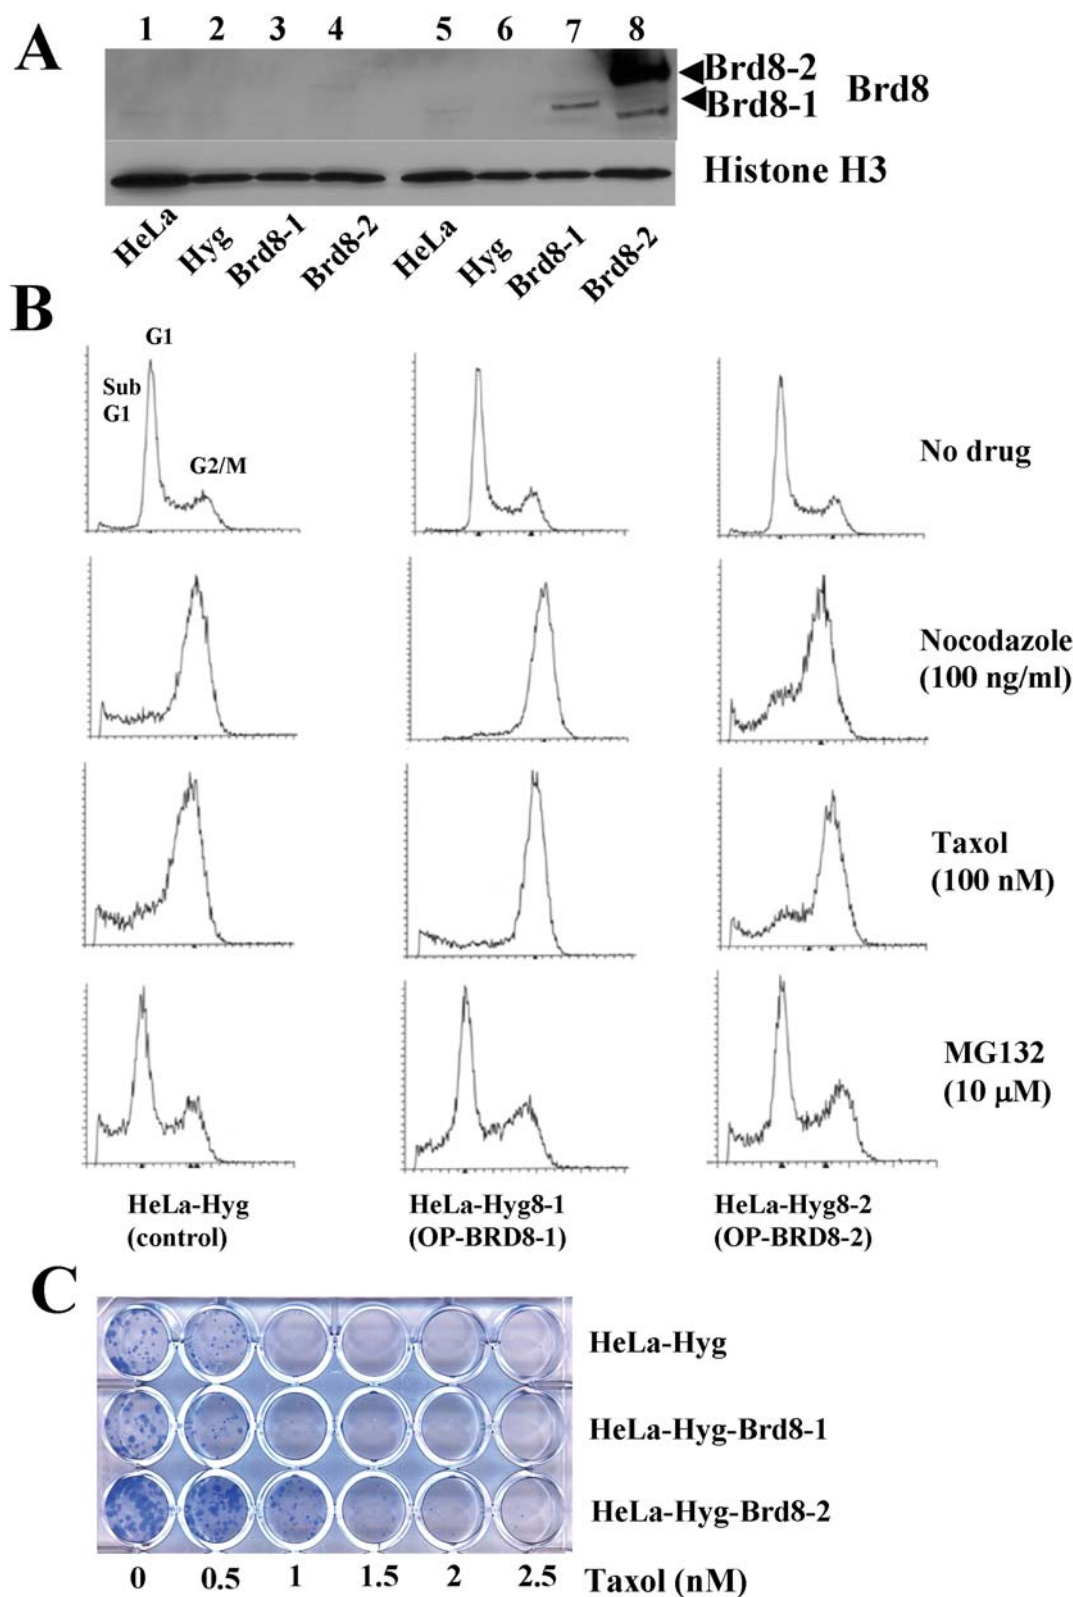 A
1 2 3 4 5 6 7 8
Brd8-2
Brd8-1
Brd8
Histone H3
HeLa Hyg Brd8-1 Brd8-2 HeLa Hyg Brd8-1 Brd8-2
B
G1
Sub
G1
G2/M
No drug
Nocodazole
(100 ng/ml)
Taxol
(100 nM)
MG132
(10 μM)
HeLa-Hyg
(control)
HeLa-Hyg8-1
(OP-BRD8-1)
HeLa-Hyg8-2
(OP-BRD8-2)
C
HeLa-Hyg
HeLa-Hyg-Brd8-1
HeLa-Hyg-Brd8-2
0 0.5 1 1.5 2 2.5 Taxol (nM)